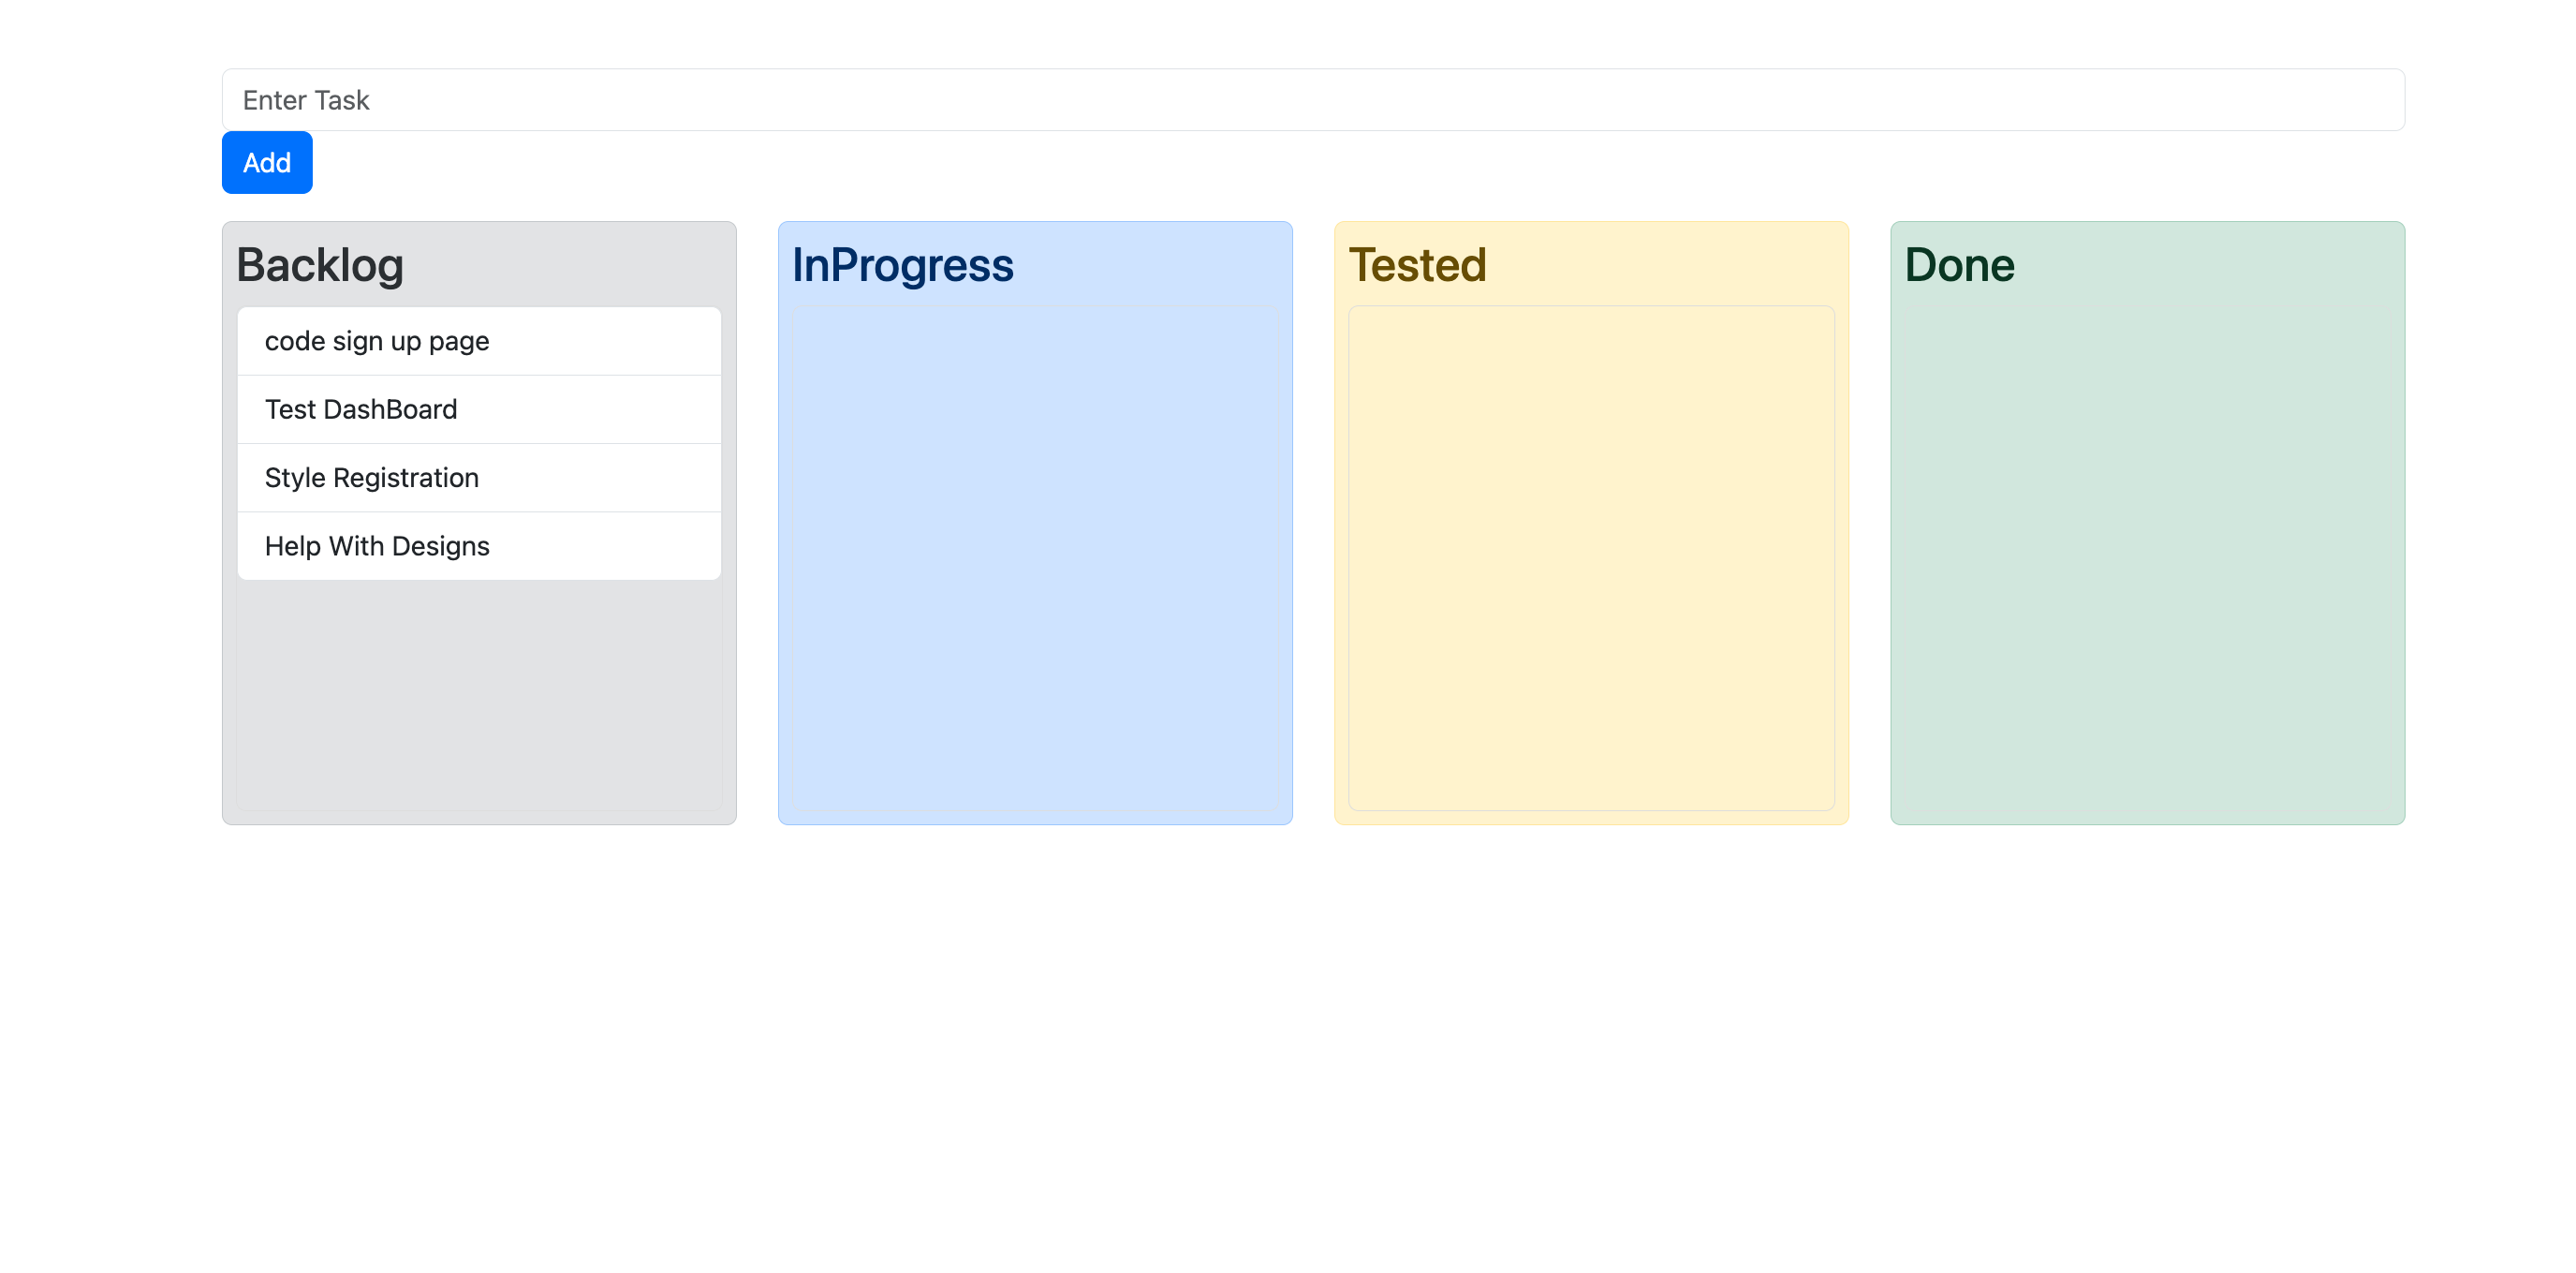 Enter Task
Add
Backlog
code sign up page
Test DashBoard
Style Registration
Help With Designs
InProgress
Tested
Done